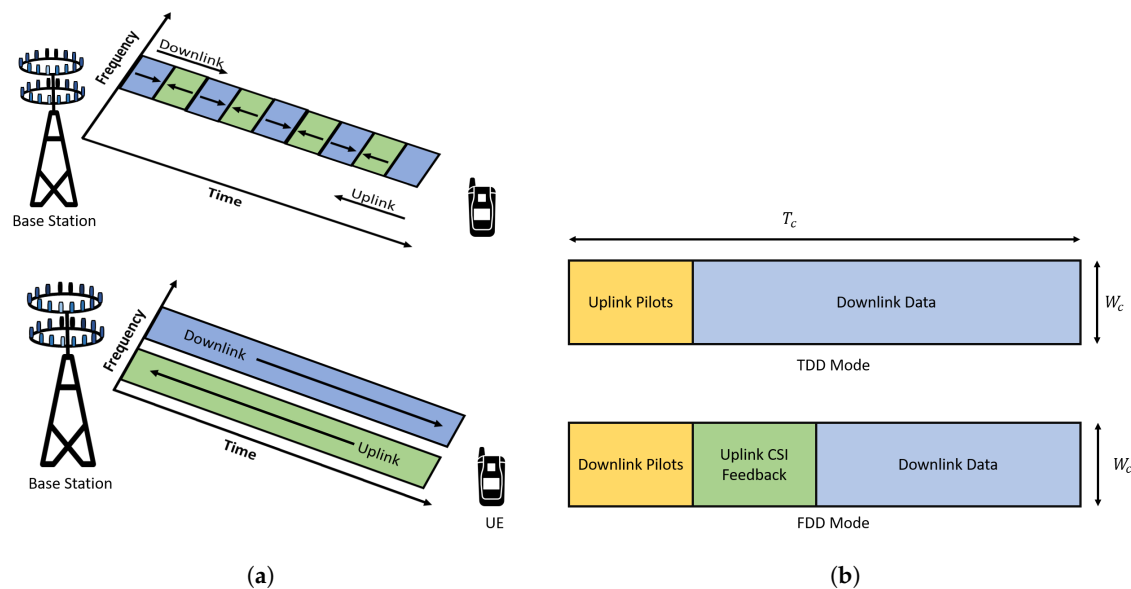 Frequency
Downlink
Time
Uplink
Base Station
Frequency
Downlink
Uplink
Time
Base Station
UE
(a)
T_c
Uplink Pilots
Downlink Data
W_c
TDD Mode
Downlink Pilots
Uplink CSI
Feedback
Downlink Data
W_c
FDD Mode
(b)